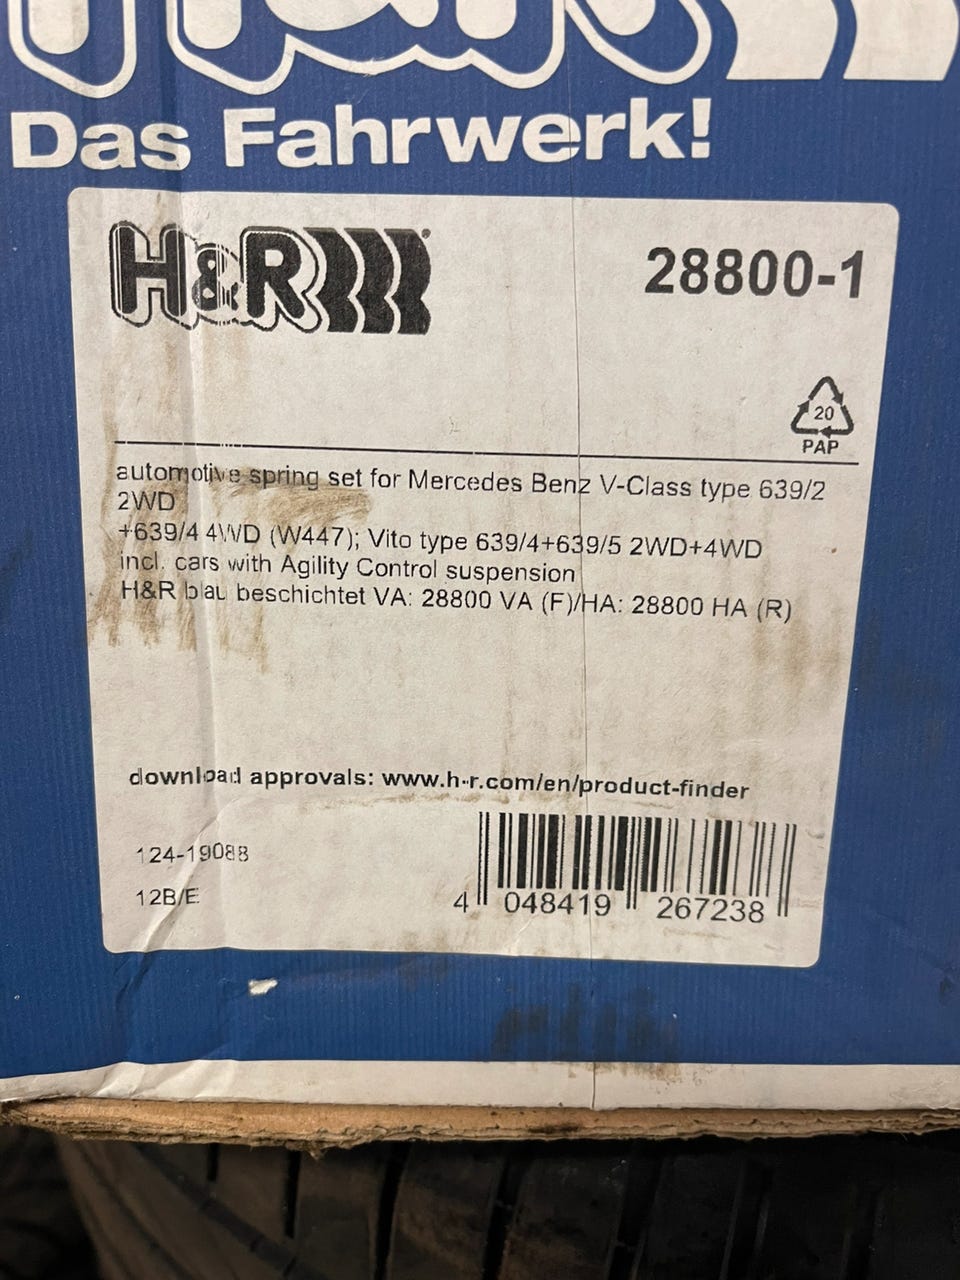 H&R
Das Fahrwerk!
H&R®
28800-1
20
PAP
automotive spring set for Mercedes Benz V-Class type 639/2
2WD
+639/4 4WD (W447); Vito type 639/4+639/5 2WD+4WD
incl. cars with Agility Control suspension
H&R blau beschichtet VA: 28800 VA (F)/HA: 28800 HA (R)
download approvals: www.h-r.com/en/product-finder
124-19088
12B/E
4 048419 267238